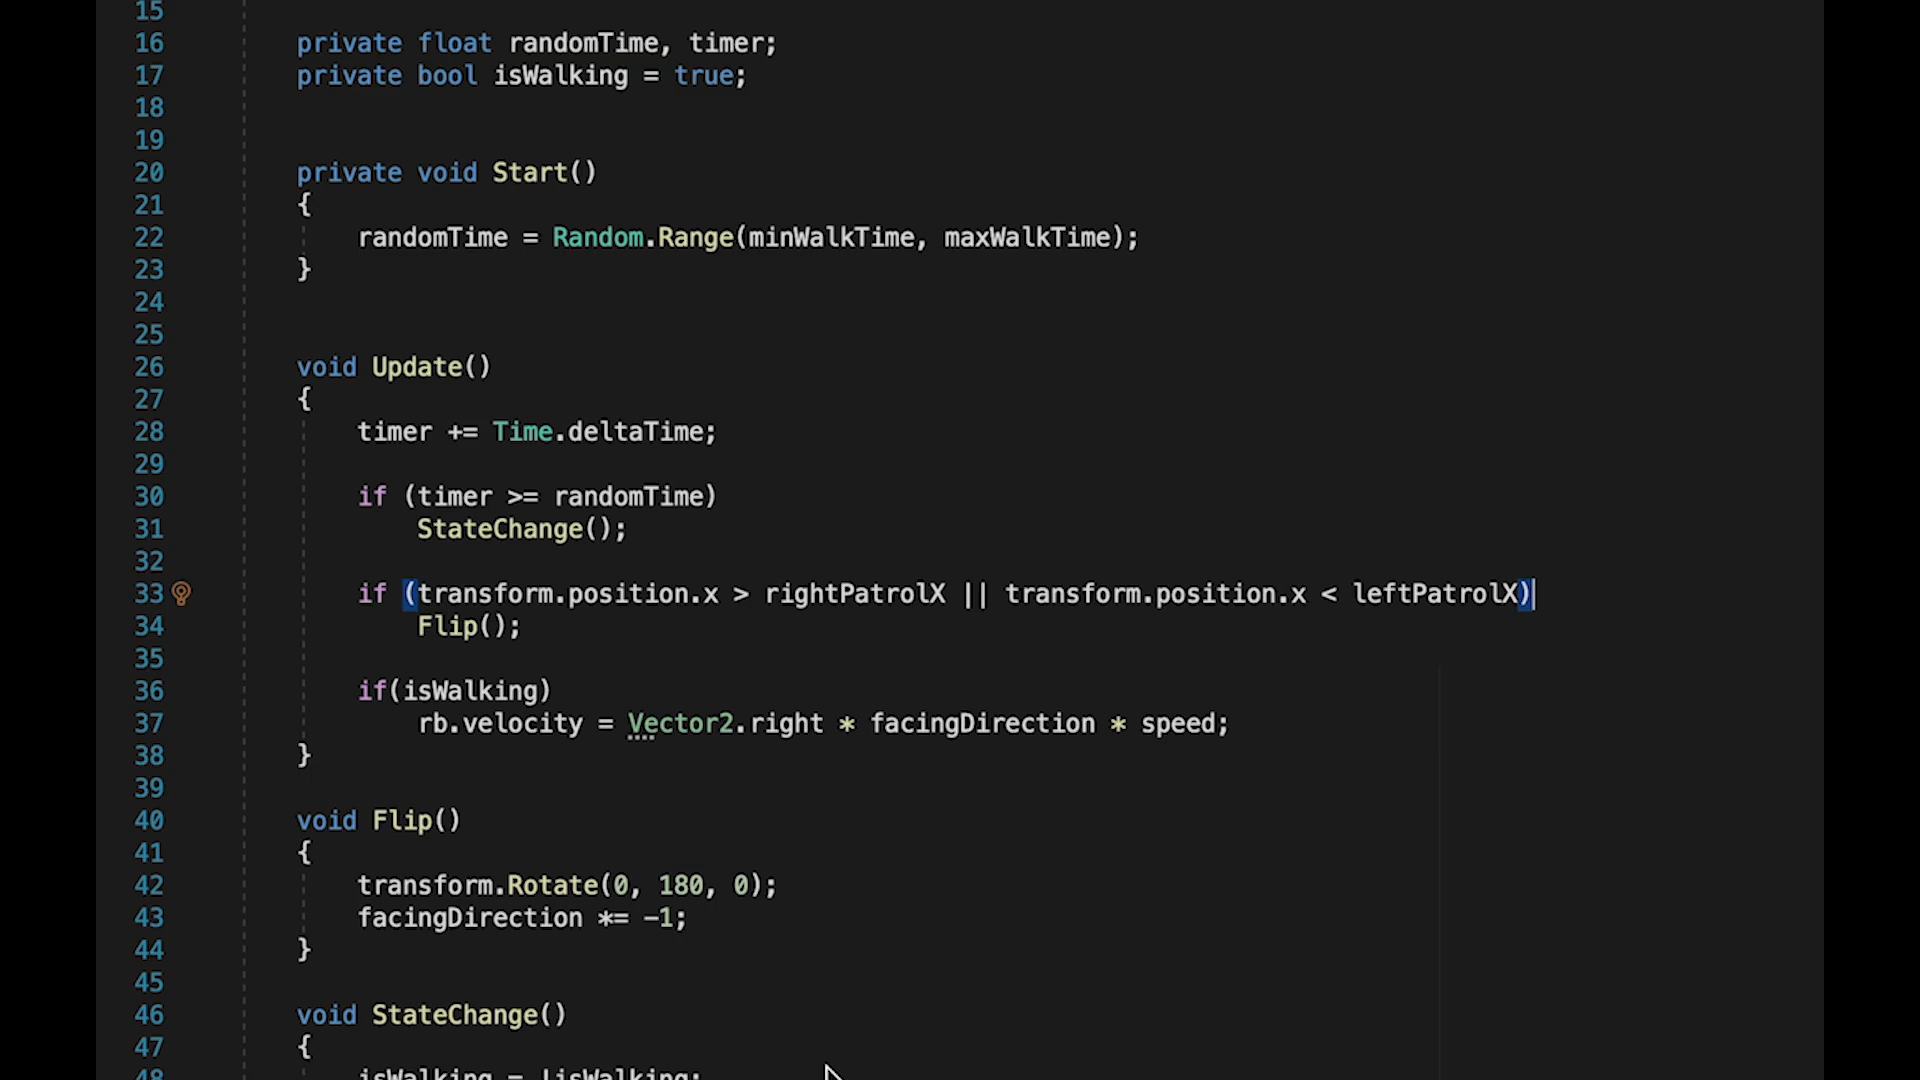 15
16 private float randomTime, timer;
17 private bool isWalking = true;
18
19
20 private void Start()
21 {
22 randomTime = Random.Range(minWalkTime, maxWalkTime);
23 }
24
25
26 void Update()
27 {
28 timer += Time.deltaTime;
29
30 if (timer >= randomTime)
31 StateChange();
32
33 if (transform.position.x > rightPatrolX || transform.position.x < leftPatrolX)
34 Flip();
35
36 if(isWalking)
37 rb.velocity = Vector2.right * facingDirection * speed;
38 }
39
40 void Flip()
41 {
42 transform.Rotate(0, 180, 0);
43 facingDirection *= -1;
44 }
45
46 void StateChange()
47 {
48 isWalking = !isWalking;